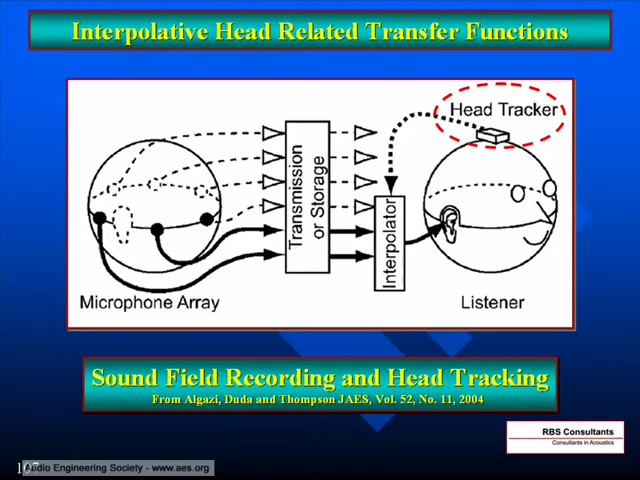 Interpolative Head Related Transfer Functions
Head Tracker
Transmission
or Storage
Interpolator
Microphone Array
Listener
Sound Field Recording and Head Tracking
From Algazi, Duda and Thompson JAES, Vol. 52, No. 11, 2004
RBS Consultants
Consultants in Acoustics
Audio Engineering Society - www.aes.org